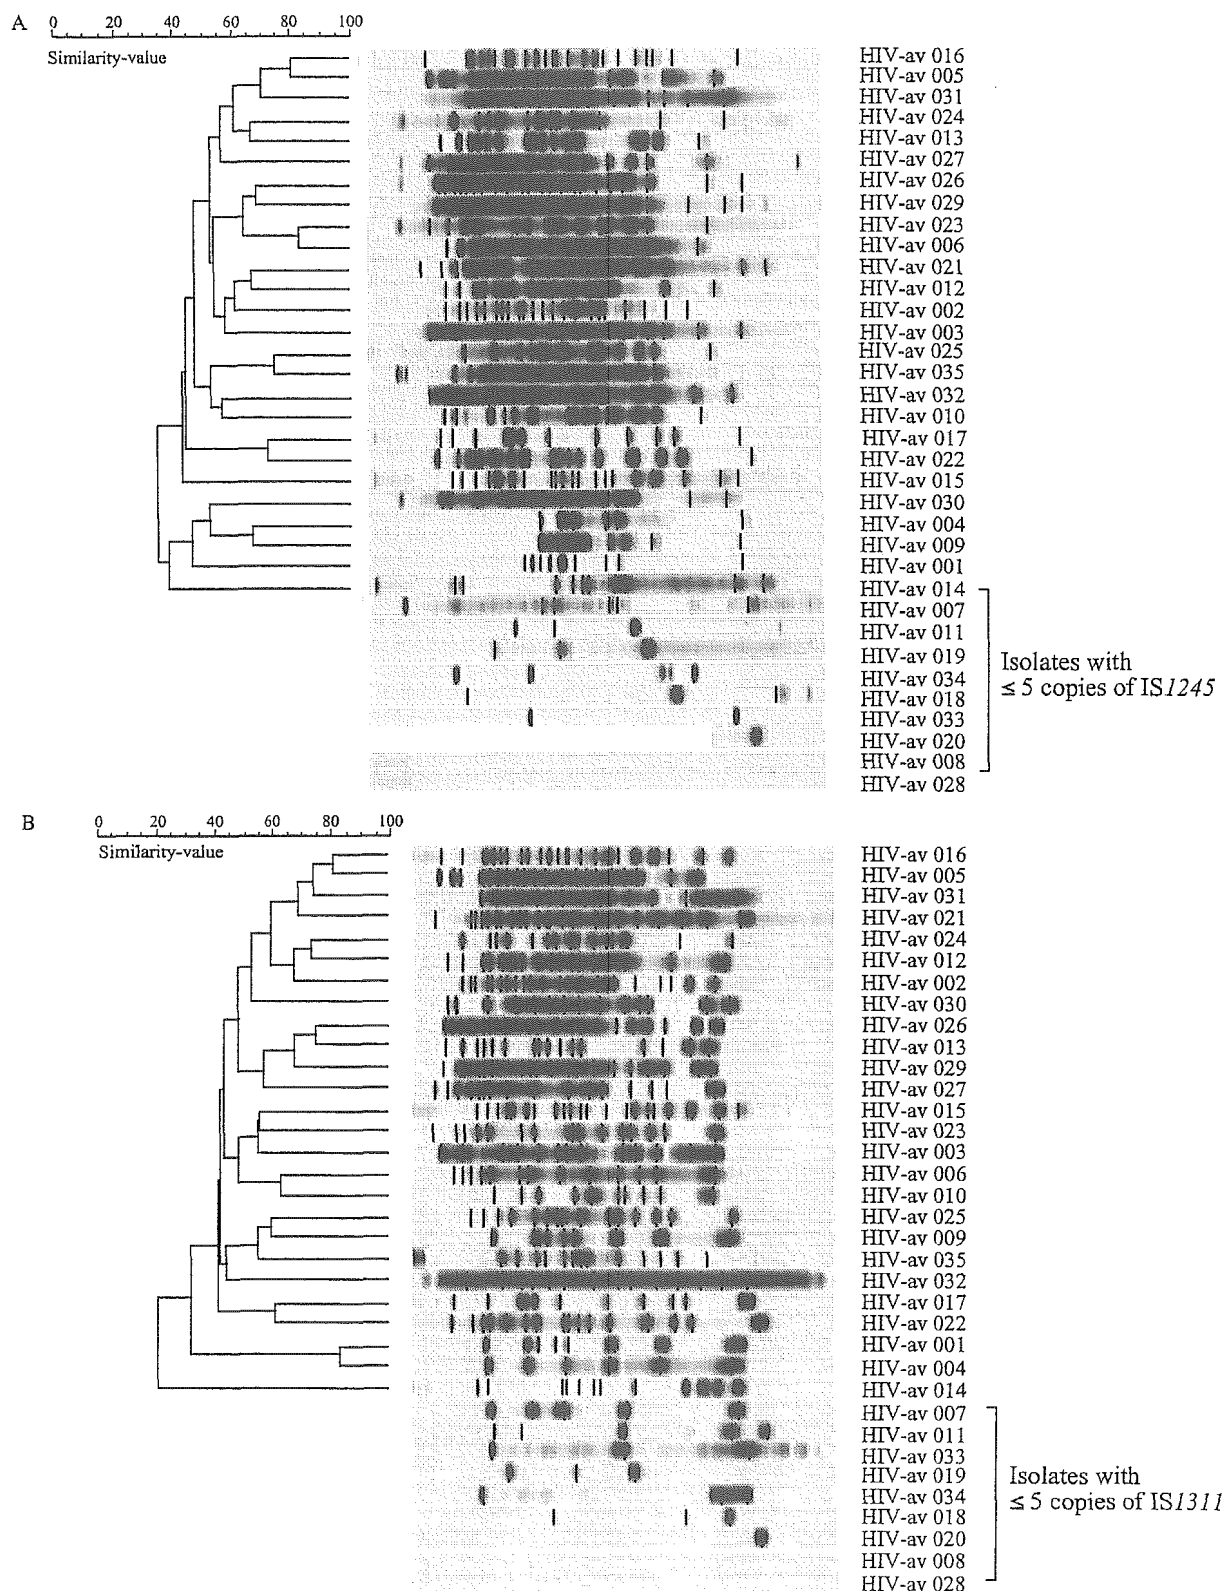 A
0 20 40 60 80 100
Similarity-value
HIV-av 016
HIV-av 005
HIV-av 031
HIV-av 024
HIV-av 013
HIV-av 027
HIV-av 026
HIV-av 029
HIV-av 023
HIV-av 006
HIV-av 021
HIV-av 012
HIV-av 002
HIV-av 003
HIV-av 025
HIV-av 035
HIV-av 032
HIV-av 010
HIV-av 017
HIV-av 022
HIV-av 015
HIV-av 030
HIV-av 004
HIV-av 009
HIV-av 001
HIV-av 014
HIV-av 007
HIV-av 011
HIV-av 019
HIV-av 034
HIV-av 018
HIV-av 033
HIV-av 020
HIV-av 008
HIV-av 028
Isolates with
≤ 5 copies of IS1245
B
0 20 40 60 80 100
Similarity-value
HIV-av 016
HIV-av 005
HIV-av 031
HIV-av 021
HIV-av 024
HIV-av 012
HIV-av 002
HIV-av 030
HIV-av 026
HIV-av 013
HIV-av 029
HIV-av 027
HIV-av 015
HIV-av 023
HIV-av 003
HIV-av 006
HIV-av 010
HIV-av 025
HIV-av 009
HIV-av 035
HIV-av 032
HIV-av 017
HIV-av 022
HIV-av 001
HIV-av 004
HIV-av 014
HIV-av 007
HIV-av 011
HIV-av 033
HIV-av 019
HIV-av 034
HIV-av 018
HIV-av 020
HIV-av 008
HIV-av 028
Isolates with
≤ 5 copies of IS1311